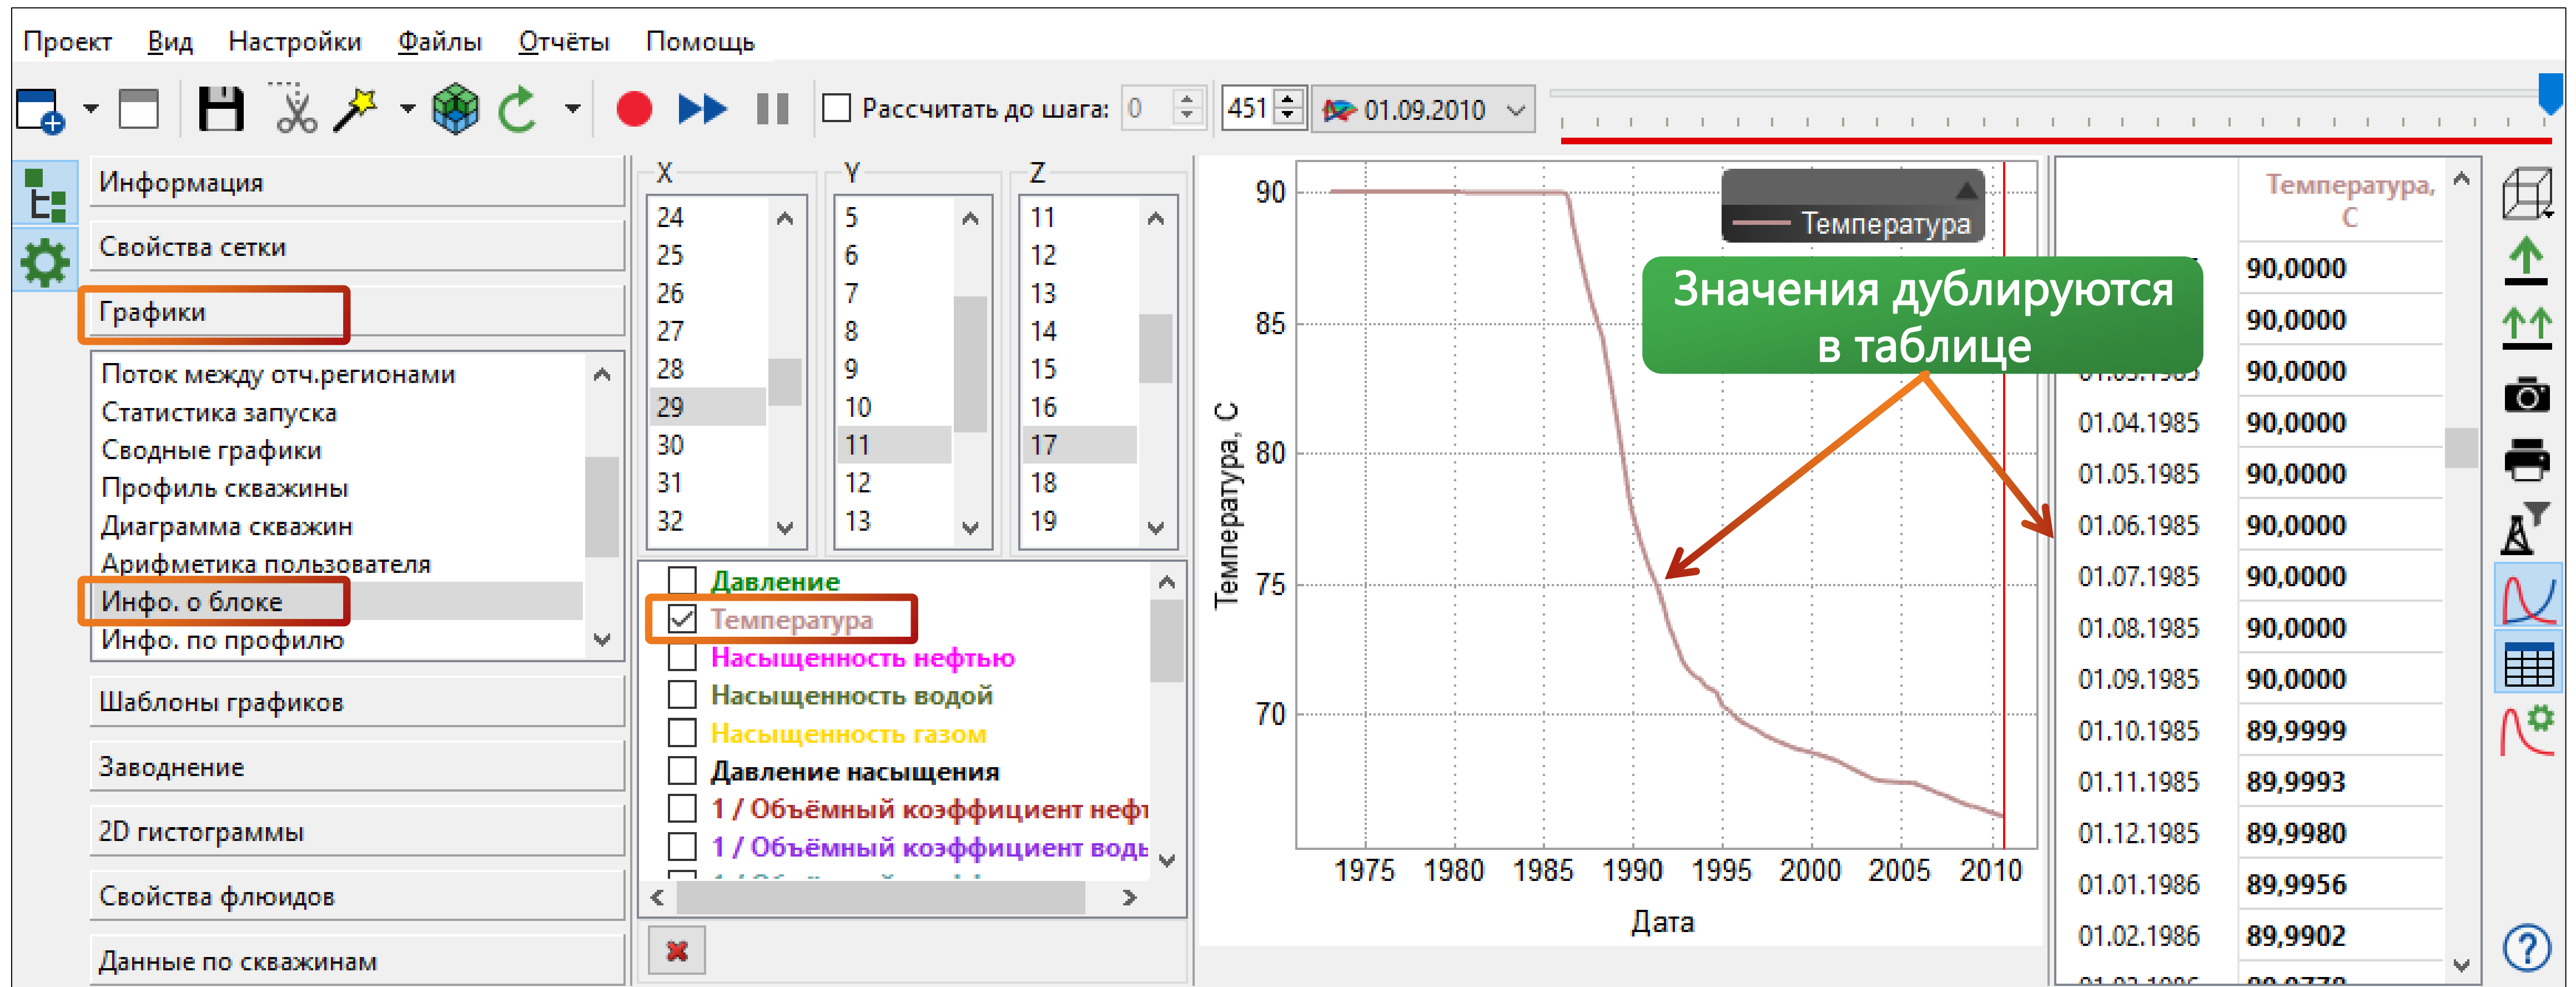 Проект Вид Настройки Файлы Отчёты Помощь
Рассчитать до шага: 0 451 01.09.2010
Информация
Свойства сетки
Графики
Поток между отч.регионами
Статистика запуска
Сводные графики
Профиль скважины
Диаграмма скважин
Арифметика пользователя
Инфо. о блоке
Инфо. по профилю
Шаблоны графиков
Заводнение
2D гистограммы
Свойства флюидов
Данные по скважинам
X
24
25
26
27
28
29
30
31
32
Y
5
6
7
8
9
10
11
12
13
Z
11
12
13
14
15
16
17
18
19
Давление
Температура
Насыщенность нефтью
Насыщенность водой
Насыщенность газом
Давление насыщения
1 / Объёмный коэффициент нефт
1 / Объёмный коэффициент водь
Температура, C
90
85
80
75
70
Температура
Значения дублируются
в таблице
1975 1980 1985 1990 1995 2000 2005 2010
Дата
Температура,
C
90,0000
90,0000
01.03.1985 90,0000
01.04.1985 90,0000
01.05.1985 90,0000
01.06.1985 90,0000
01.07.1985 90,0000
01.08.1985 90,0000
01.09.1985 90,0000
01.10.1985 89,9999
01.11.1985 89,9993
01.12.1985 89,9980
01.01.1986 89,9956
01.02.1986 89,9902